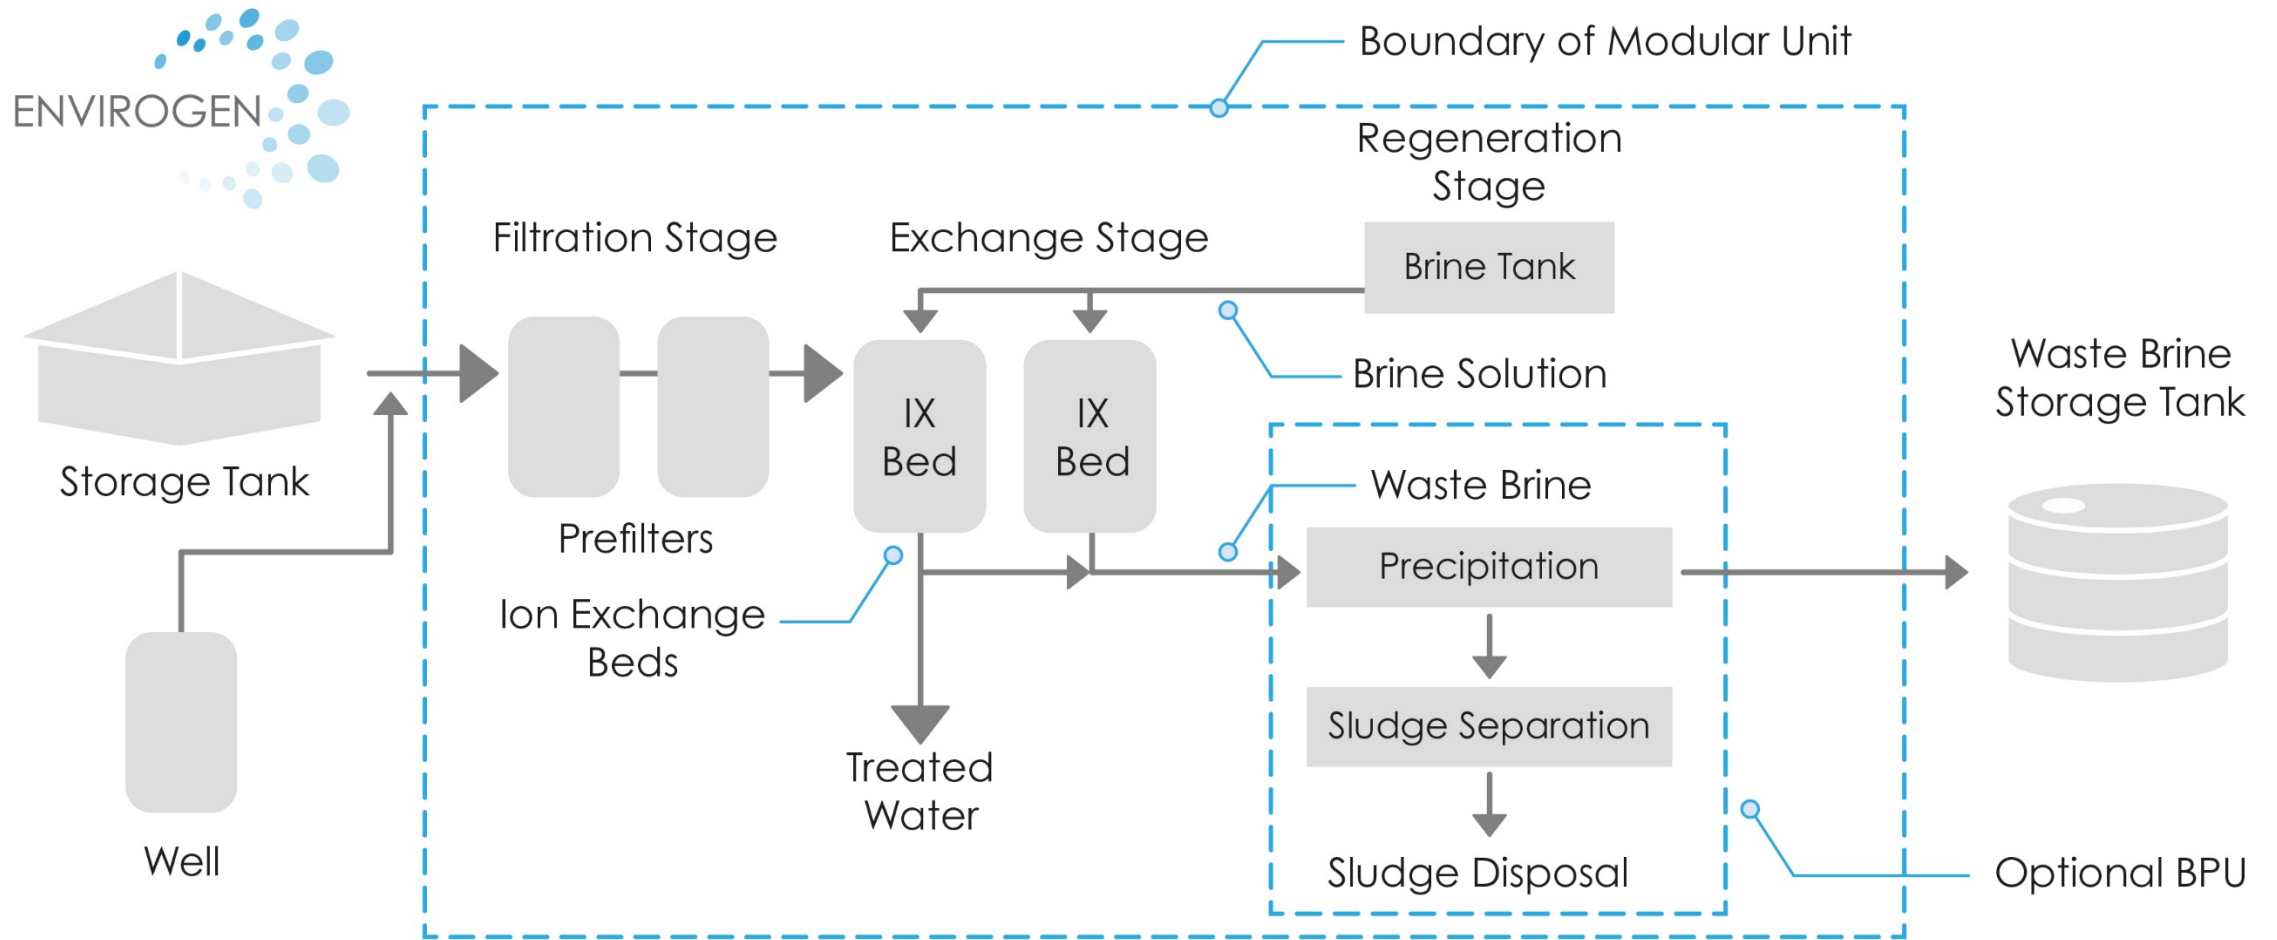 ENVIROGEN
Boundary of Modular Unit
Regeneration
Stage
Filtration Stage
Exchange Stage
Brine Tank
Brine Solution
Waste Brine
Storage Tank
IX
Bed
IX
Bed
Storage Tank
Waste Brine
Prefilters
Precipitation
Ion Exchange
Beds
Sludge Separation
Treated
Water
Well
Sludge Disposal
Optional BPU